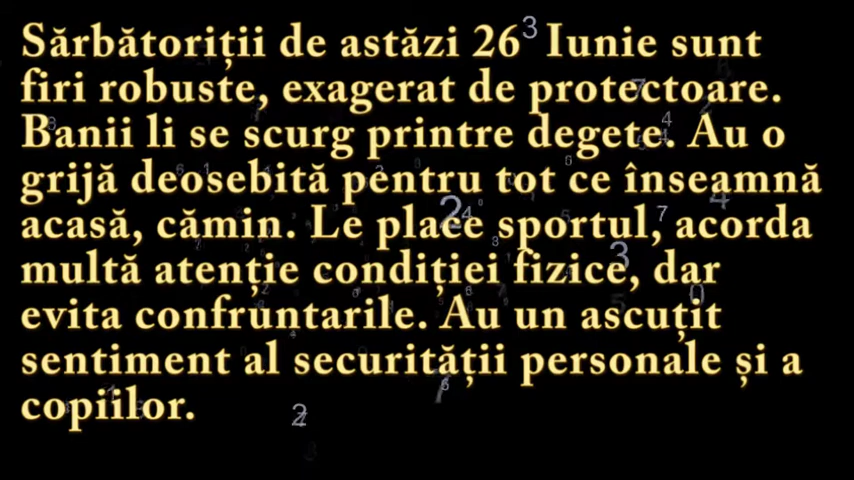 Sărbătoriții de astăzi 26 Iunie sunt
firi robuste, exagerat de protectoare.
Banii li se scurg printre degete. Au o
grijă deosebită pentru tot ce înseamnă
acasă, cămin. Le place sportul, acorda
multă atenție condiției fizice, dar
evita confruntarile. Au un ascuțit
sentiment al securității personale și a
copiilor.